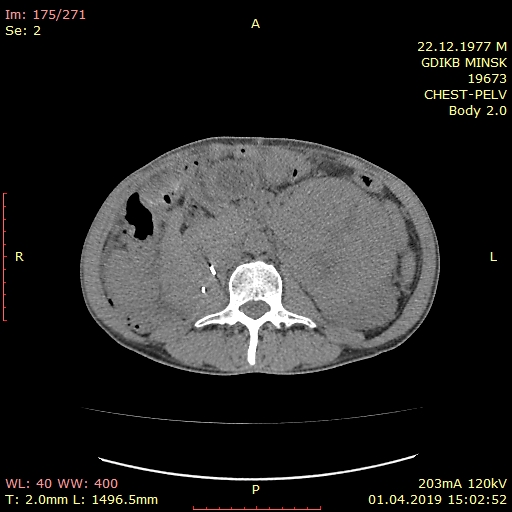 Im: 175/271
Se: 2
A
22.12.1977 M
GDIKB MINSK
19673
CHEST-PELV
Body 2.0
R
L
WL: 40 WW: 400
T: 2.0mm L: 1496.5mm
P
203mA 120kV
01.04.2019 15:02:52